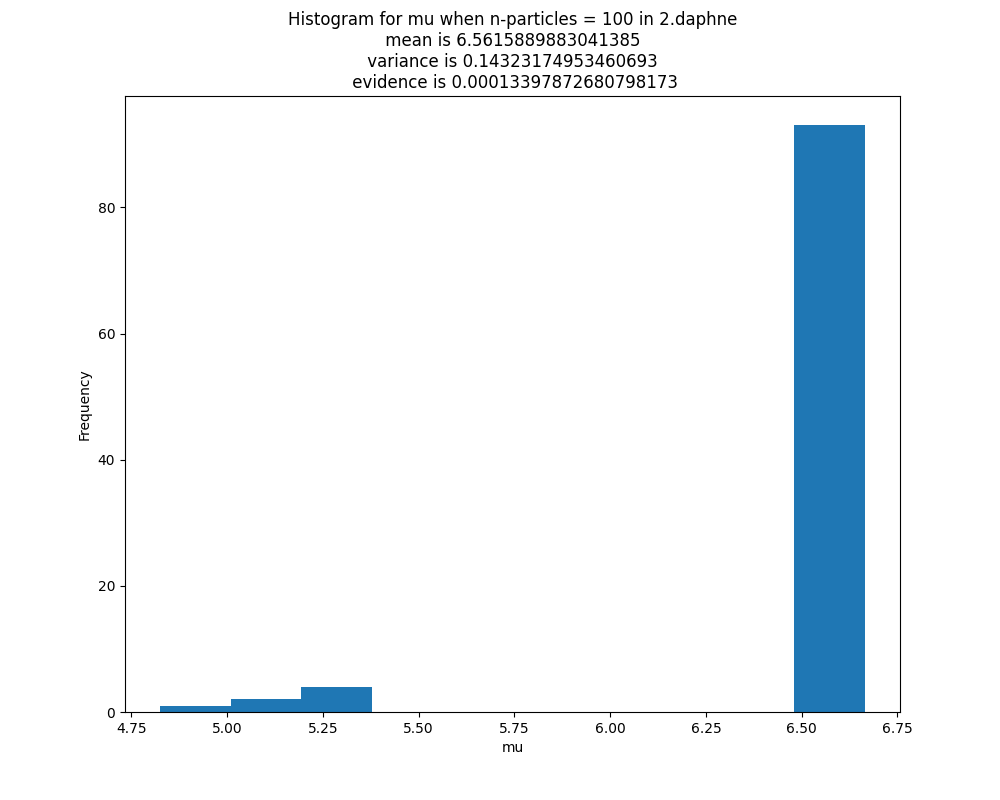 Histogram for mu when n-particles = 100 in 2.daphne
mean is 6.5615889883041385
variance is 0.14323174953460693
evidence is 0.00013397872680798173
Frequency
80
60
40
20
0
4.75 5.00 5.25 5.50 5.75 6.00 6.25 6.50 6.75
mu